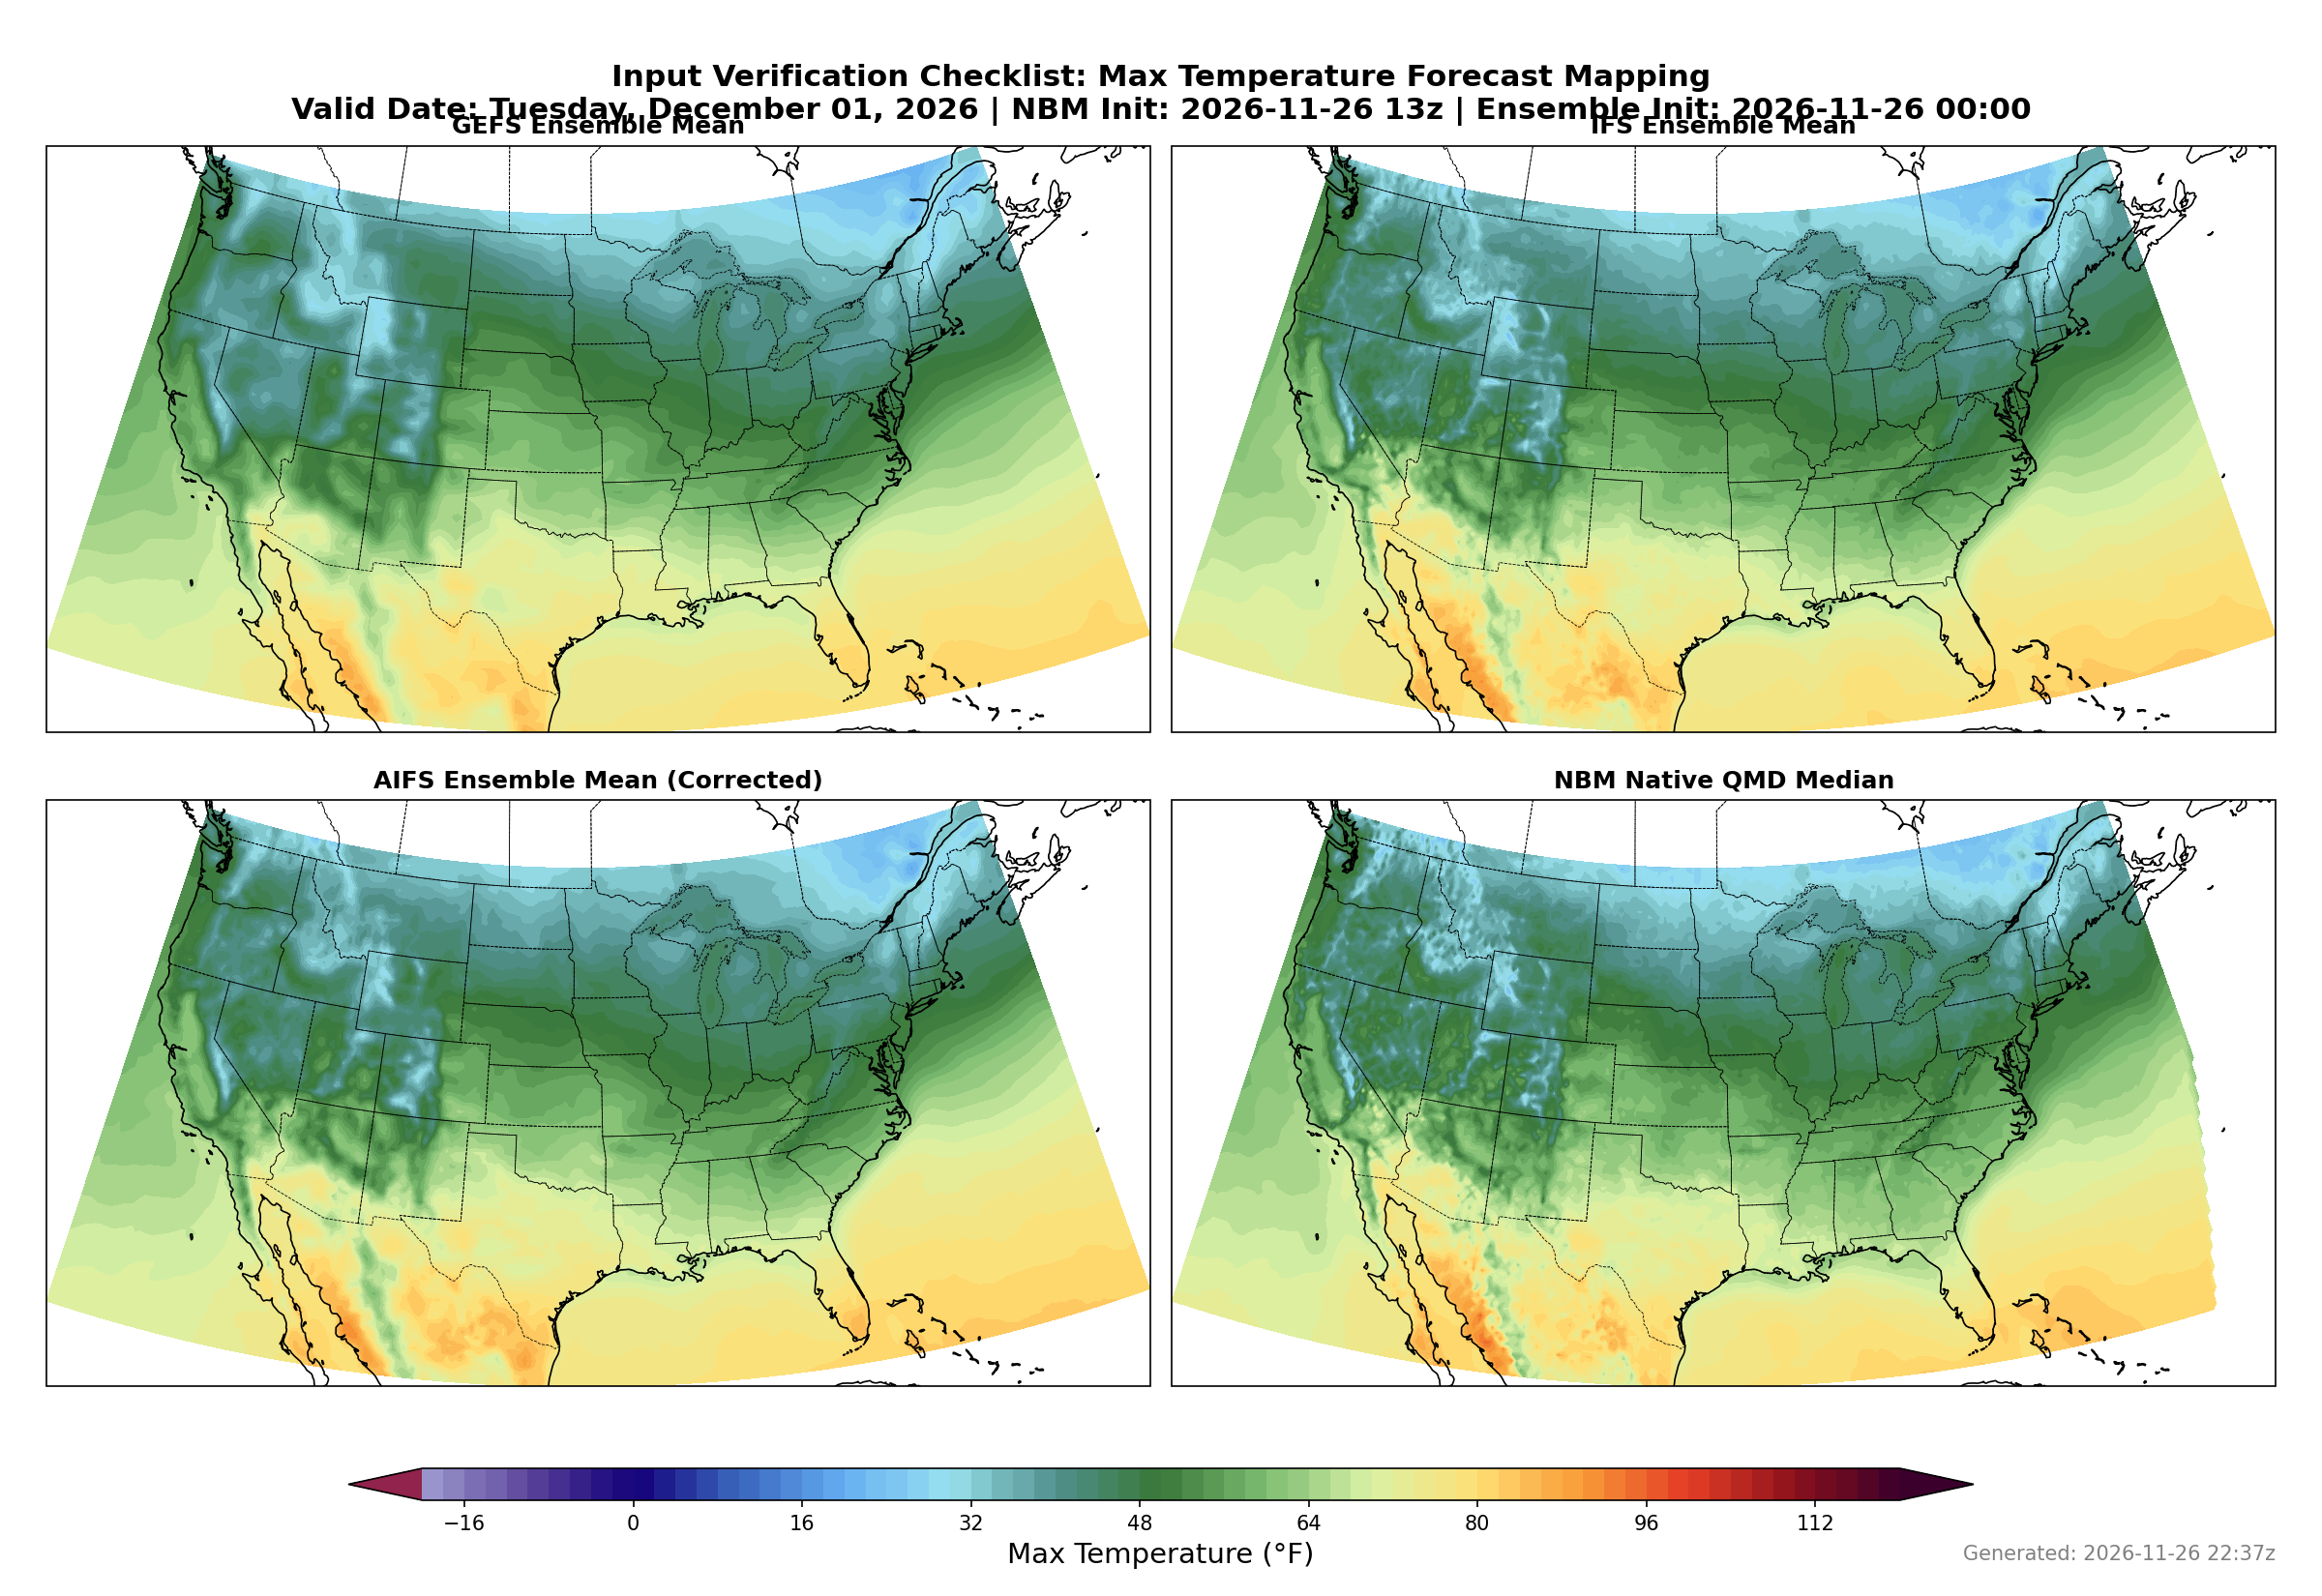 Input Verification Checklist: Max Temperature Forecast Mapping
Valid Date: Tuesday, December 01, 2026 | NBM Init: 2026-11-26 13z | Ensemble Init: 2026-11-26 00:00
GEFS Ensemble Mean
IFS Ensemble Mean
AIFS Ensemble Mean (Corrected)
NBM Native QMD Median
−16 0 16 32 48 64 80 96 112
Max Temperature (°F)
Generated: 2026-11-26 22:37z